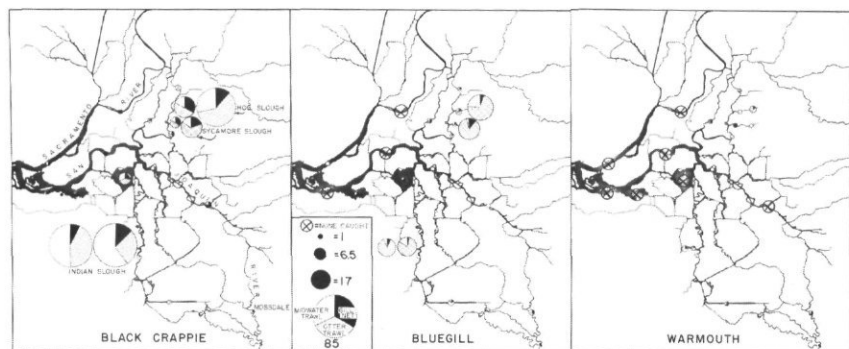 HOG SLOUGH
SYCAMORE SLOUGH
SACRAMENTO
RIVER
SAN
INDIAN SLOUGH
MOSSDALE
RIVER
BLACK CRAPPIE
=NONE CAUGHT
=1
=6.5
=17
MIDWATER
TRAWL
OTTER
TRAWL
85
BLUEGILL
WARMOUTH